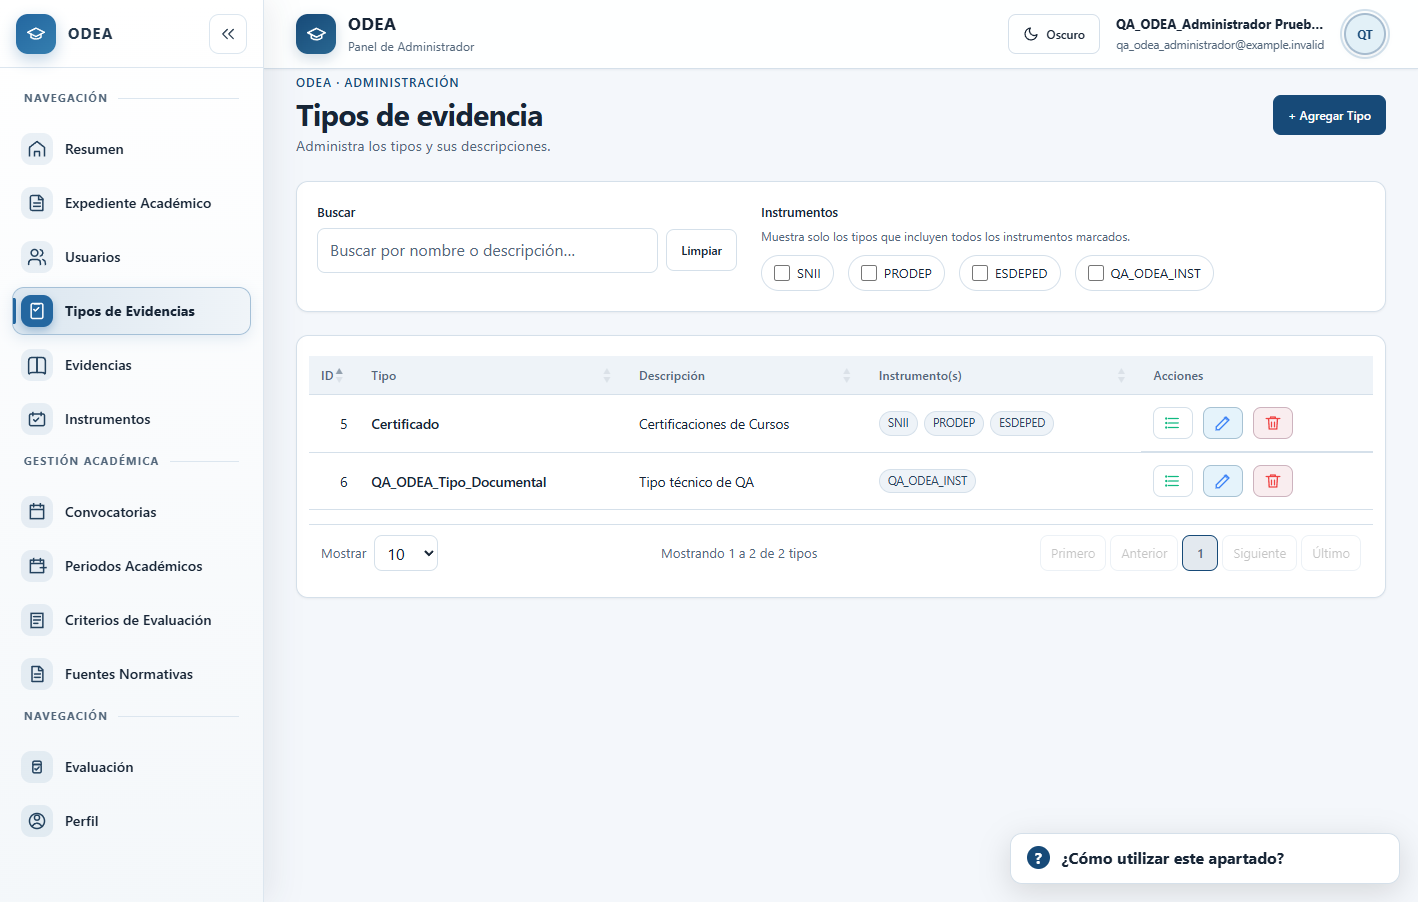 ODEA
ODEA
Panel de Administrador
Oscuro
QA_ODEA_Administrador Prueb...
qa_odea_administrador@example.invalid
QT
NAVEGACIÓN
Resumen
Expediente Académico
Usuarios
Tipos de Evidencias
Evidencias
Instrumentos
GESTIÓN ACADÉMICA
Convocatorias
Periodos Académicos
Criterios de Evaluación
Fuentes Normativas
NAVEGACIÓN
Evaluación
Perfil
ODEA · ADMINISTRACIÓN
Tipos de evidencia
Administra los tipos y sus descripciones.
+ Agregar Tipo
Buscar
Buscar por nombre o descripción...
Limpiar
Instrumentos
Muestra solo los tipos que incluyen todos los instrumentos marcados.
SNII PRODEP ESDEPED QA_ODEA_INST
ID Tipo Descripción Instrumento(s) Acciones
5 Certificado Certificaciones de Cursos SNII PRODEP ESDEPED
6 QA_ODEA_Tipo_Documental Tipo técnico de QA QA_ODEA_INST
Mostrar 10 Mostrando 1 a 2 de 2 tipos Primero Anterior 1 Siguiente Último
? ¿Cómo utilizar este apartado?